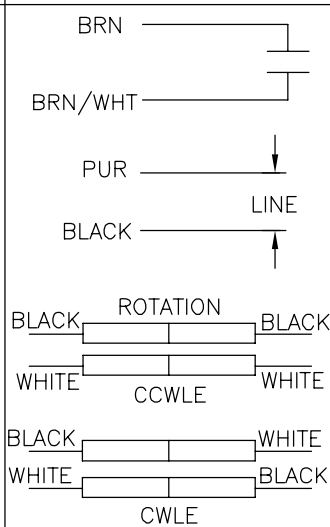 BRN
BRN/WHT
PUR
LINE
BLACK
ROTATION
BLACK BLACK
WHITE WHITE
CCWLE
BLACK WHITE
WHITE BLACK
CWLE